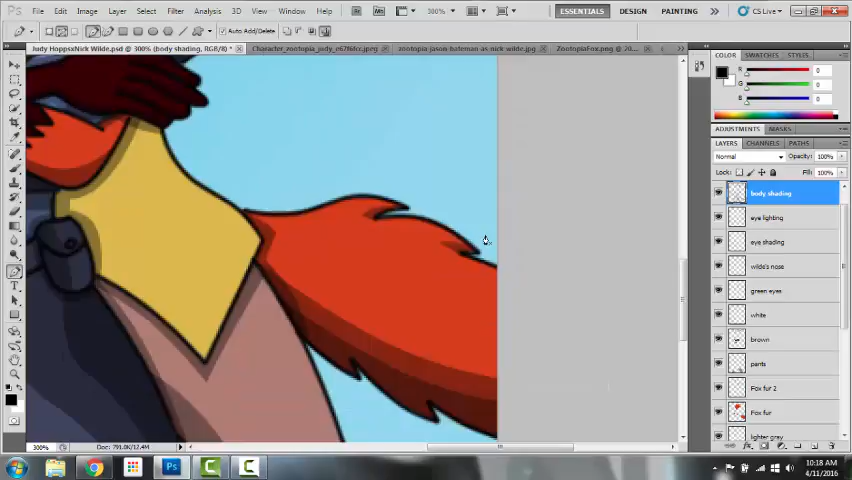 Ps File Edit Image Layer Select Filter Analysis 3D View Window Help Br Mb 300% ESSENTIALS DESIGN PAINTING CS Live
Auto Add/Delete
Judy HoppsxNick Wilde.psd @ 300% (body shading, RGB/8) * Character_zootopia_judy_e67f6fcc.jpeg zootopia-jason-bateman-as-nick-wilde.jpg ZootopiaFox.png @ 20...
COLOR SWATCHES STYLES
R 0
G 0
B 0
ADJUSTMENTS MASKS
LAYERS CHANNELS PATHS
Normal Opacity: 100%
Lock: Fill: 100%
body shading
eye lighting
eye shading
wilde's nose
green eyes
white
brown
pants
Fox fur 2
Fox fur
lighter gray
300% Doc: 791.0K/12.4M
10:18 AM
4/11/2016